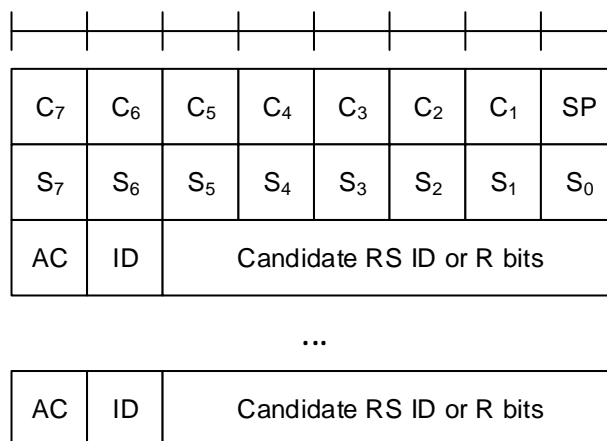 C₇ C₆ C₅ C₄ C₃ C₂ C₁ SP
S₇ S₆ S₅ S₄ S₃ S₂ S₁ S₀
AC ID Candidate RS ID or R bits
...
AC ID Candidate RS ID or R bits